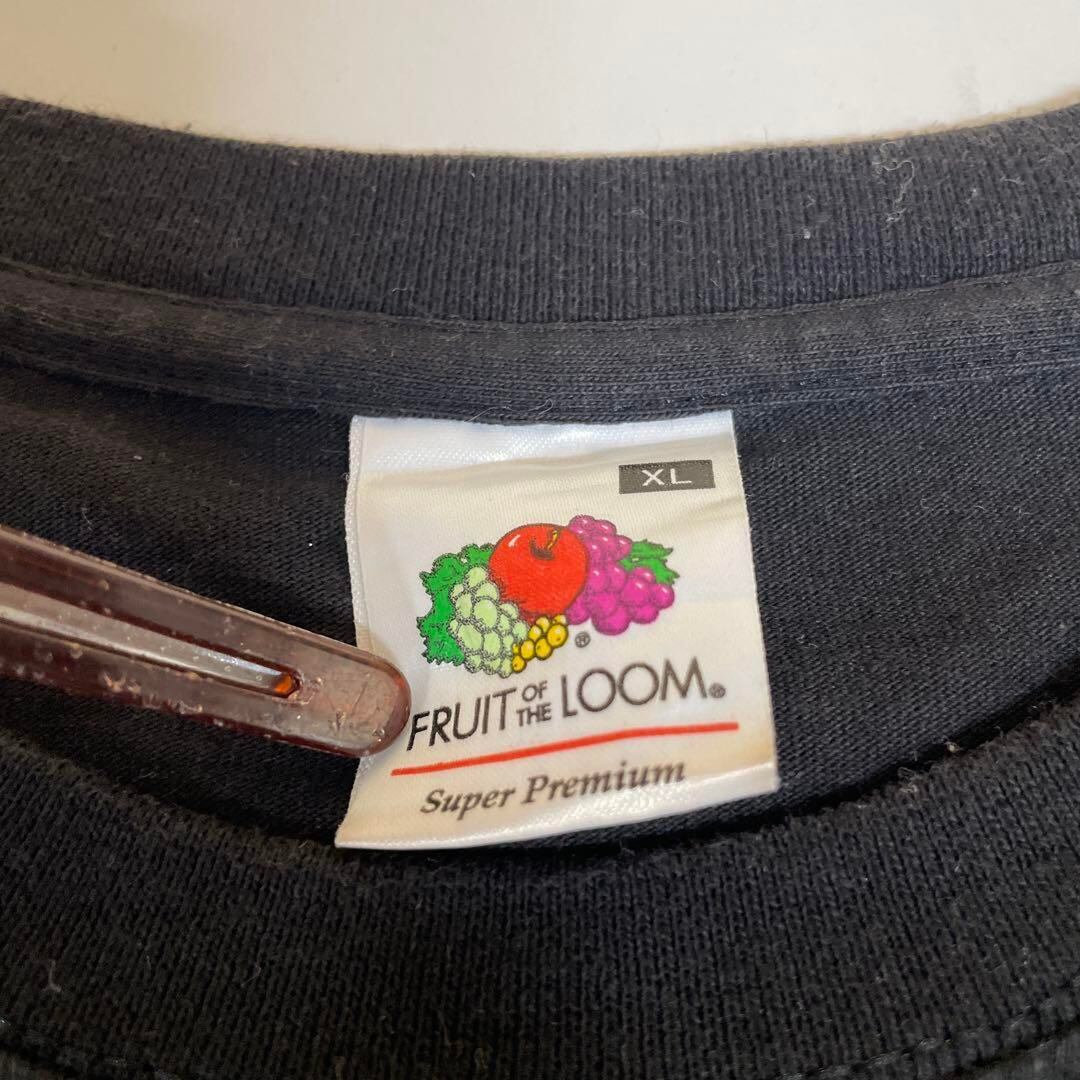 XL
®
FRUIT OF THE LOOM®
Super Premium